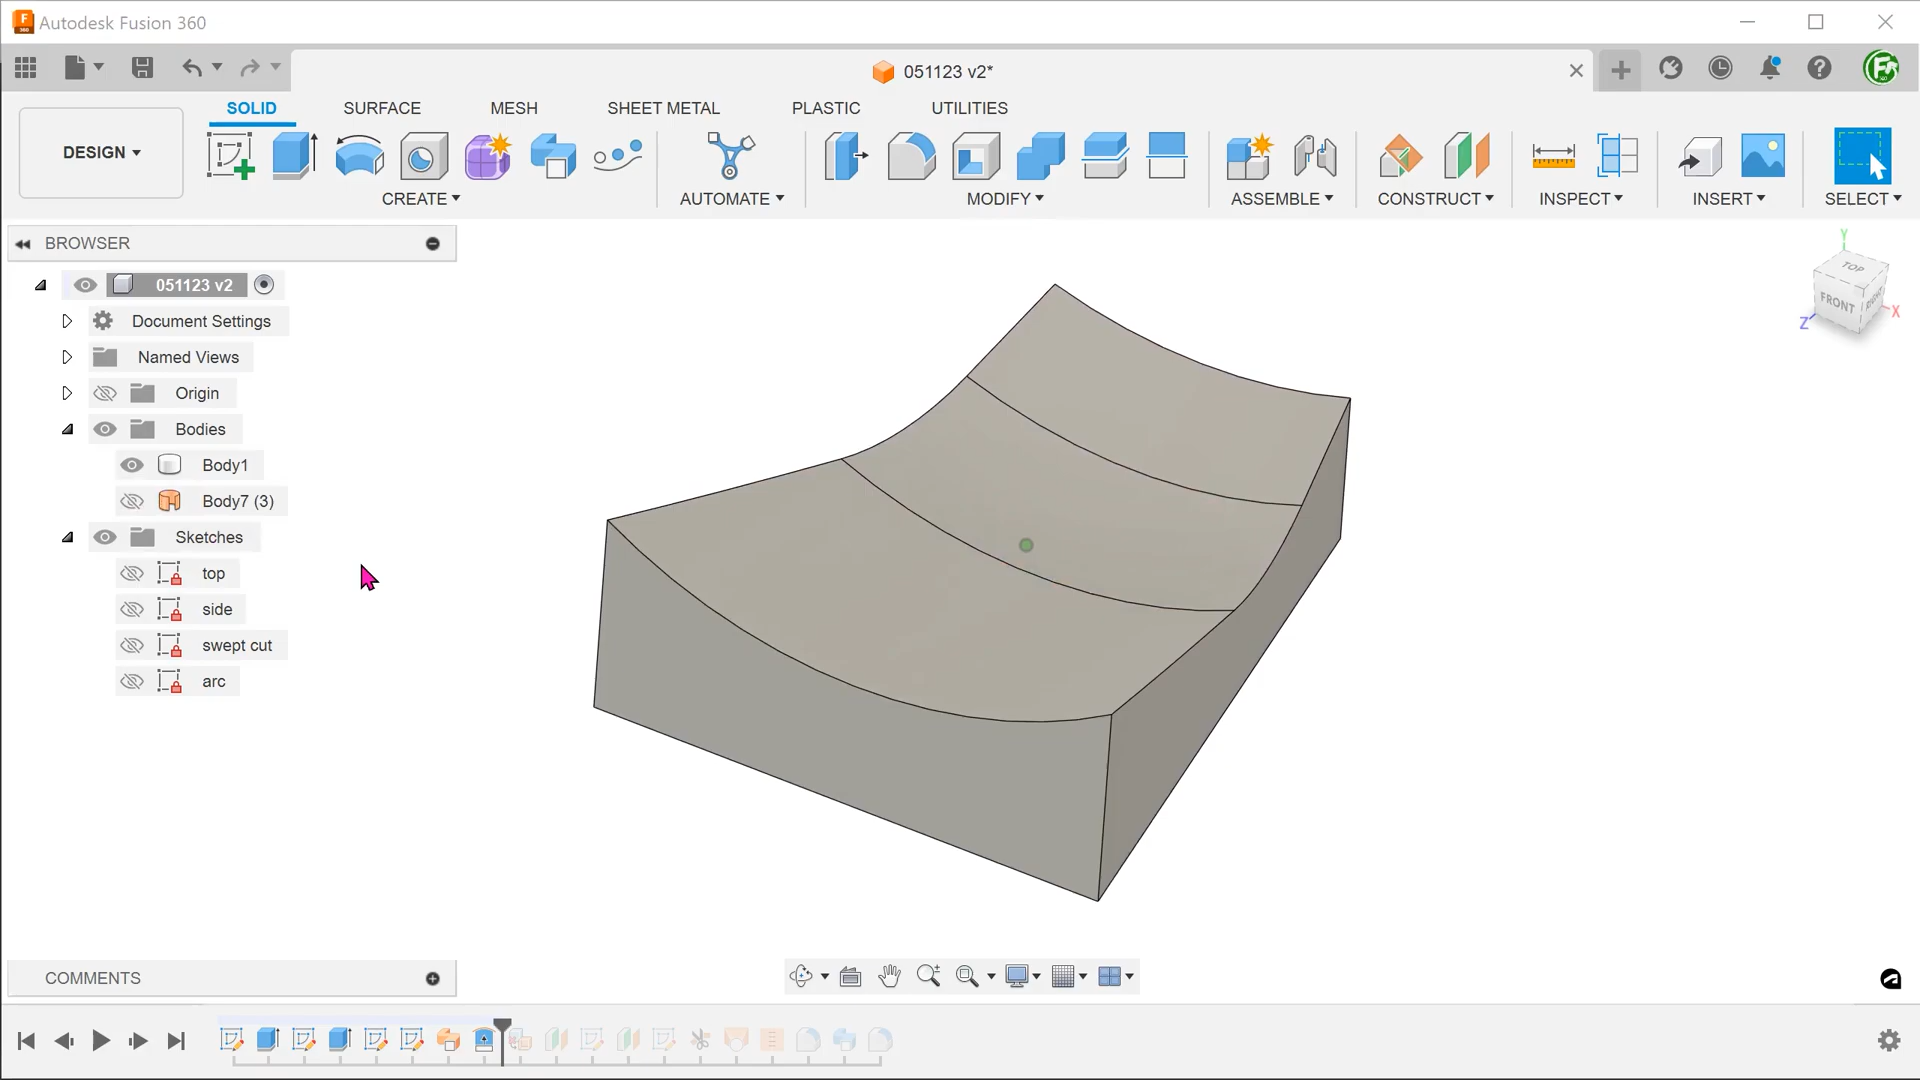 Autodesk Fusion 360
051123 v2*
SOLID SURFACE MESH SHEET METAL PLASTIC UTILITIES
DESIGN
CREATE AUTOMATE MODIFY ASSEMBLE CONSTRUCT INSPECT INSERT SELECT
BROWSER
051123 v2
Document Settings
Named Views
Origin
Bodies
Body1
Body7 (3)
Sketches
top
side
swept cut
arc
Y
TOP
FRONT
RIGHT
X
Z
COMMENTS